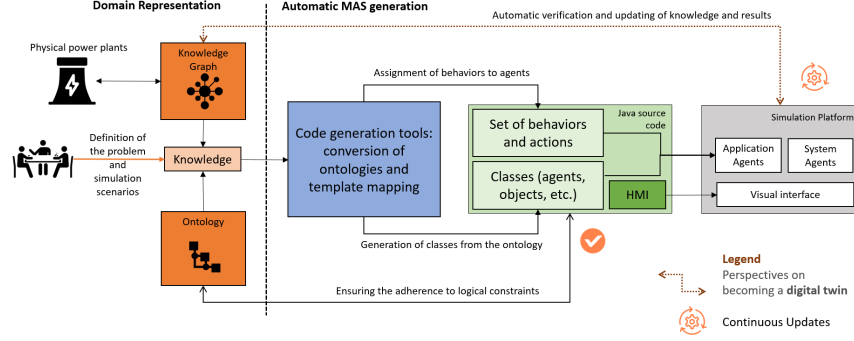 Domain Representation
Automatic MAS generation
Automatic verification and updating of knowledge and results
Physical power plants
Knowledge
Graph
Assignment of behaviors to agents
Definition of
the problem
and
simulation
scenarios
Knowledge
Code generation tools:
conversion of
ontologies and
template mapping
Java source
code
Set of behaviors
and actions
Classes (agents,
objects, etc.)
HMI
Simulation Platform
Application
Agents
System
Agents
Visual interface
Ontology
Generation of classes from the ontology
Ensuring the adherence to logical constraints
Legend
Perspectives on
becoming a digital twin
Continuous Updates